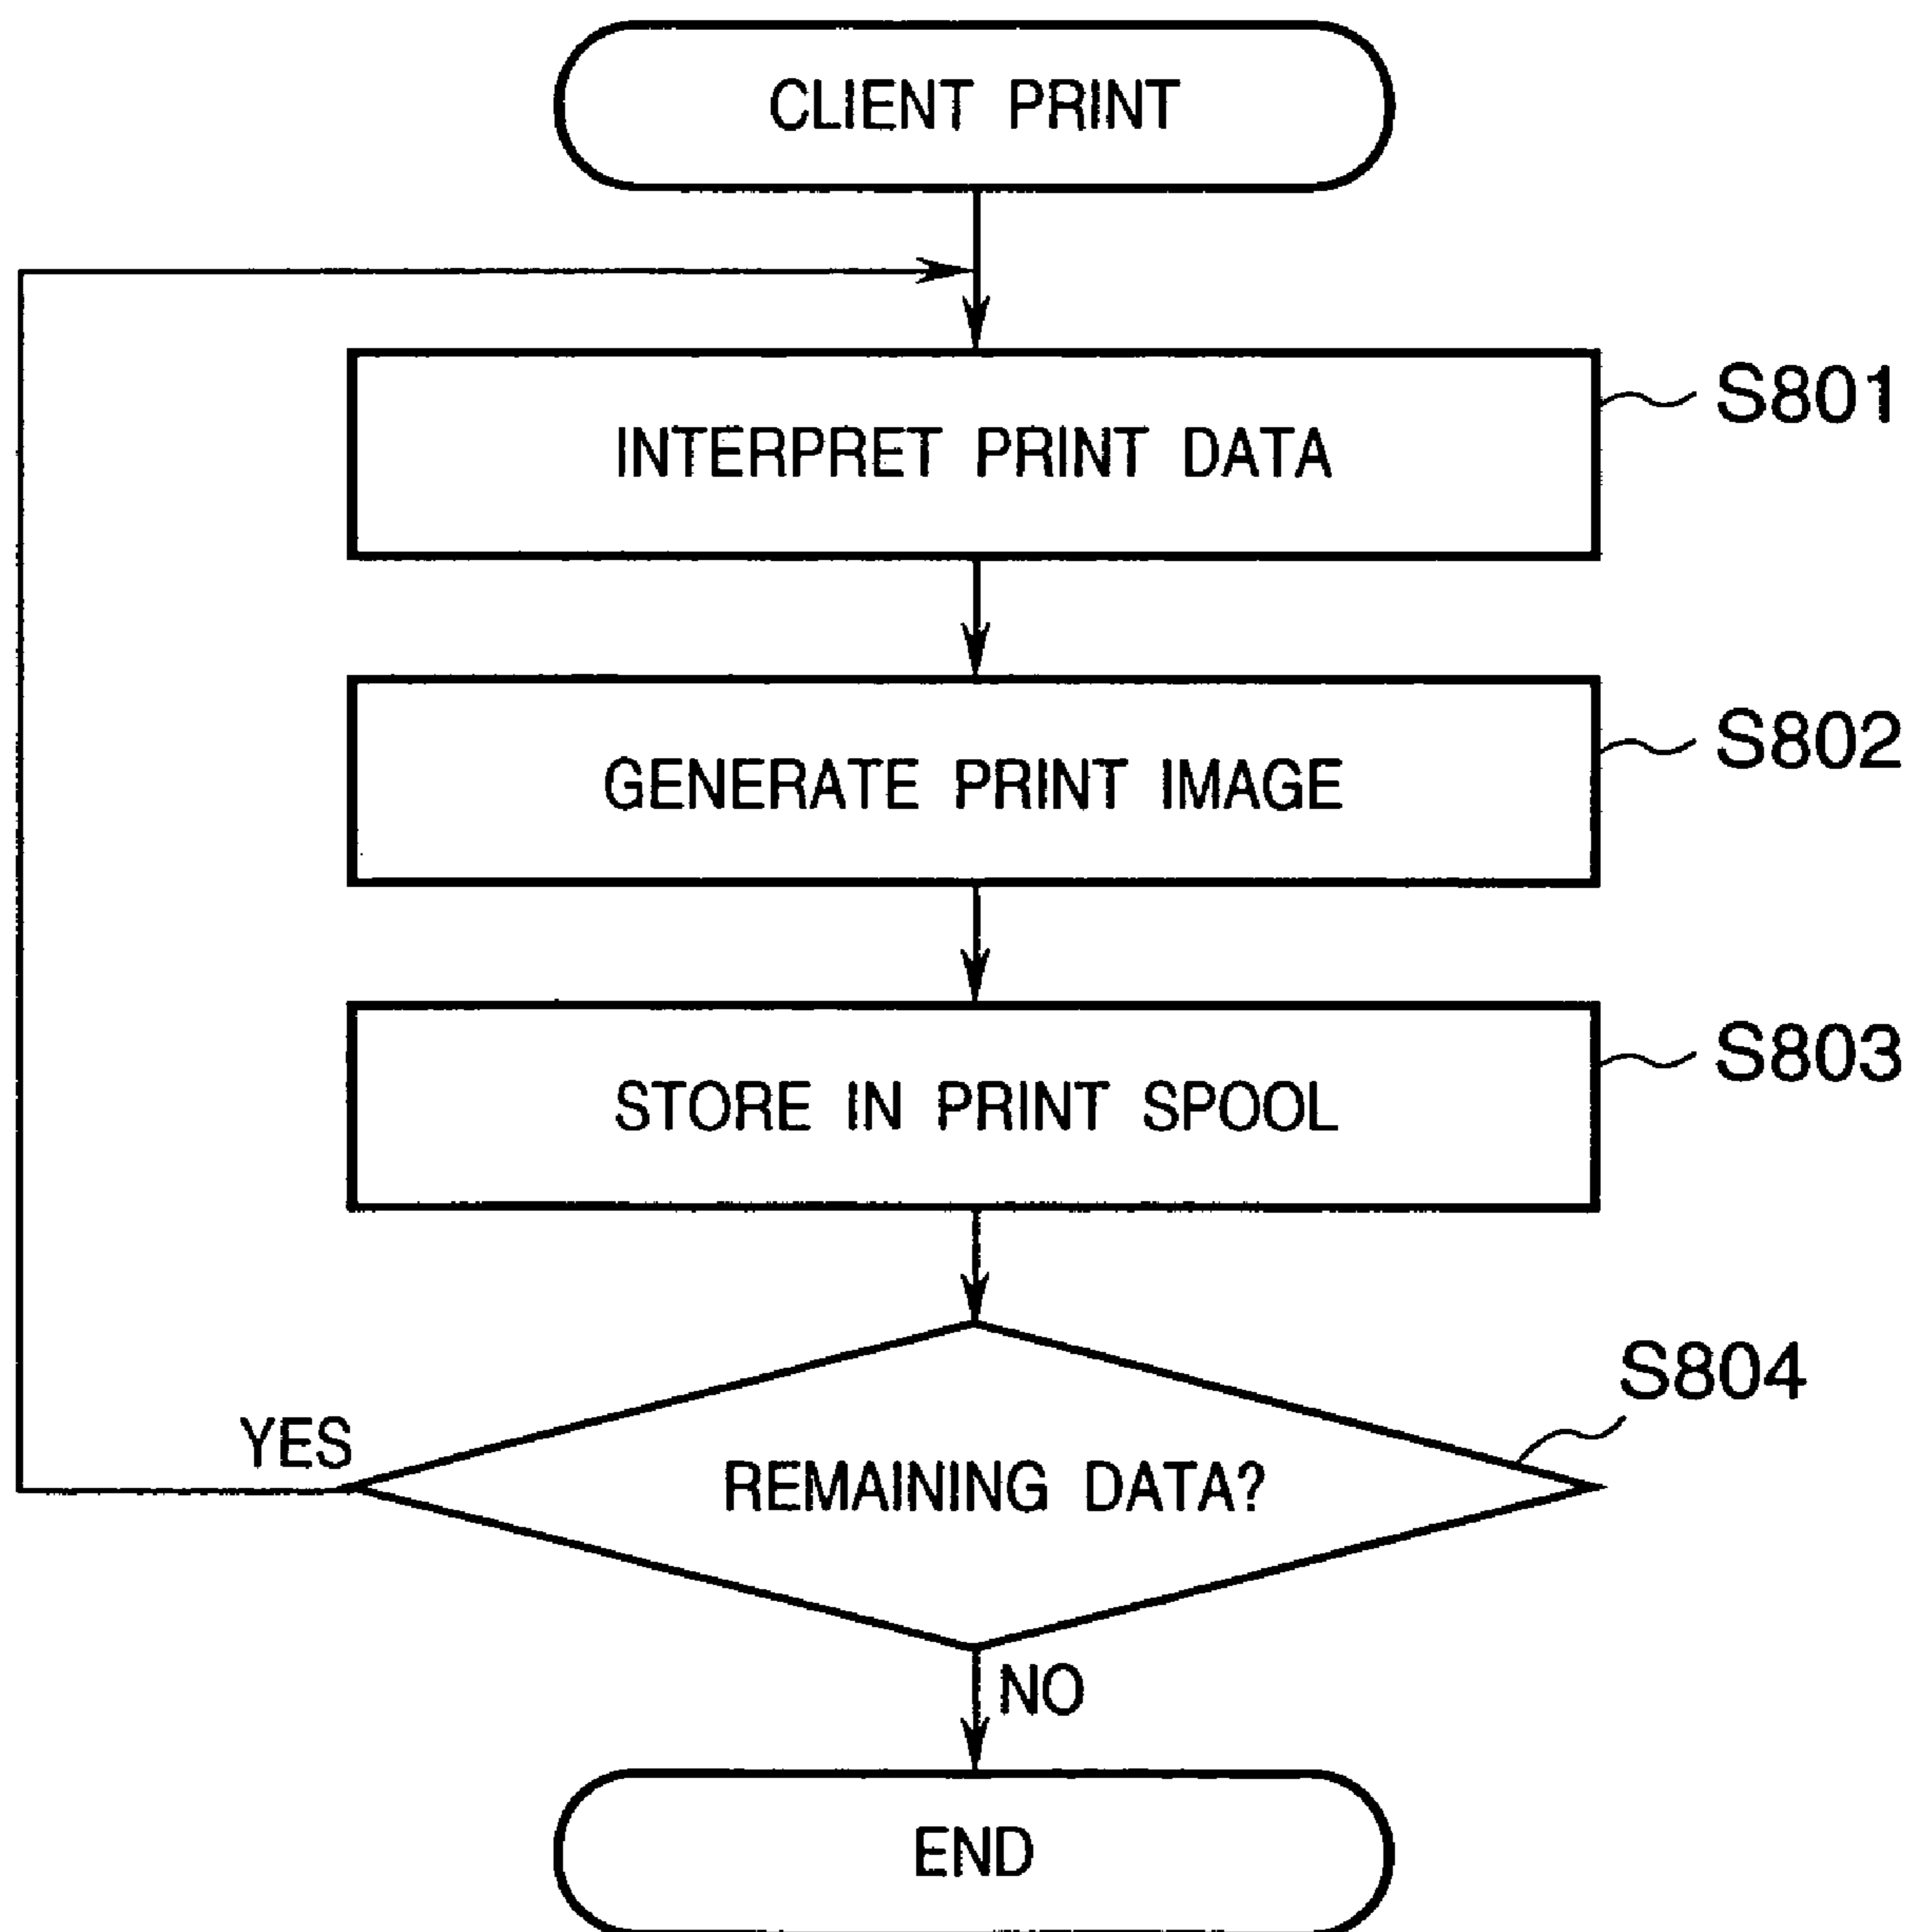 CLIENT PRINT
INTERPRET PRINT DATA
S801
GENERATE PRINT IMAGE
S802
STORE IN PRINT SPOOL
S803
S804
YES
REMAINING DATA?
NO
END